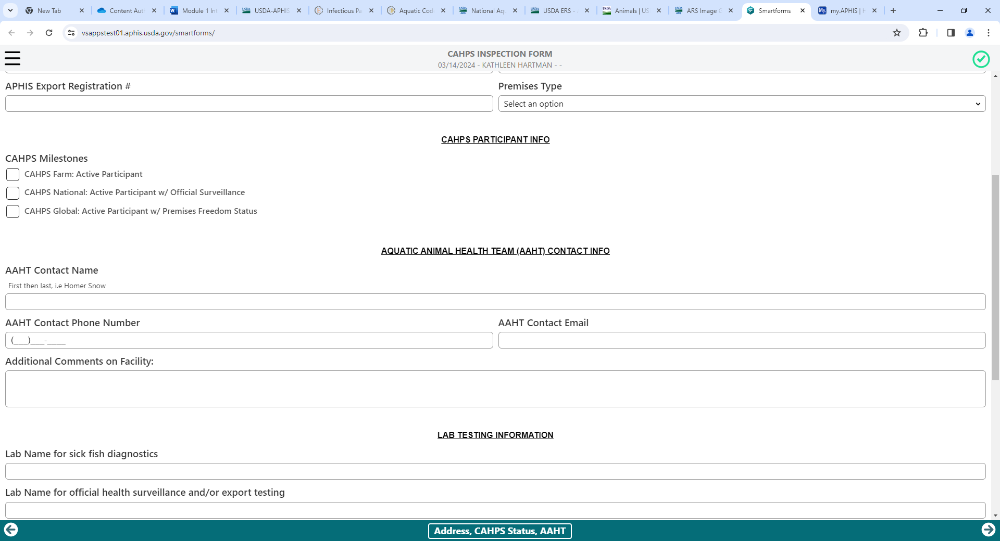 New Tab
Content Aut
Module 1 Int
USDA-APHIS
Infectious Pa
Aquatic Cod
National Aqu
USDA ERS -
Animals | US
ARS Image G
Smartforms
my.APHIS | H
vsappstest01.aphis.usda.gov/smartforms/
CAHPS INSPECTION FORM
03/14/2024 - KATHLEEN HARTMAN - -
APHIS Export Registration #
Premises Type
Select an option
CAHPS PARTICIPANT INFO
CAHPS Milestones
CAHPS Farm: Active Participant
CAHPS National: Active Participant w/ Official Surveillance
CAHPS Global: Active Participant w/ Premises Freedom Status
AQUATIC ANIMAL HEALTH TEAM (AAHT) CONTACT INFO
AAHT Contact Name
First then last, i.e Homer Snow
AAHT Contact Phone Number
AAHT Contact Email
(___)___-____
Additional Comments on Facility:
LAB TESTING INFORMATION
Lab Name for sick fish diagnostics
Lab Name for official health surveillance and/or export testing
Address, CAHPS Status, AAHT